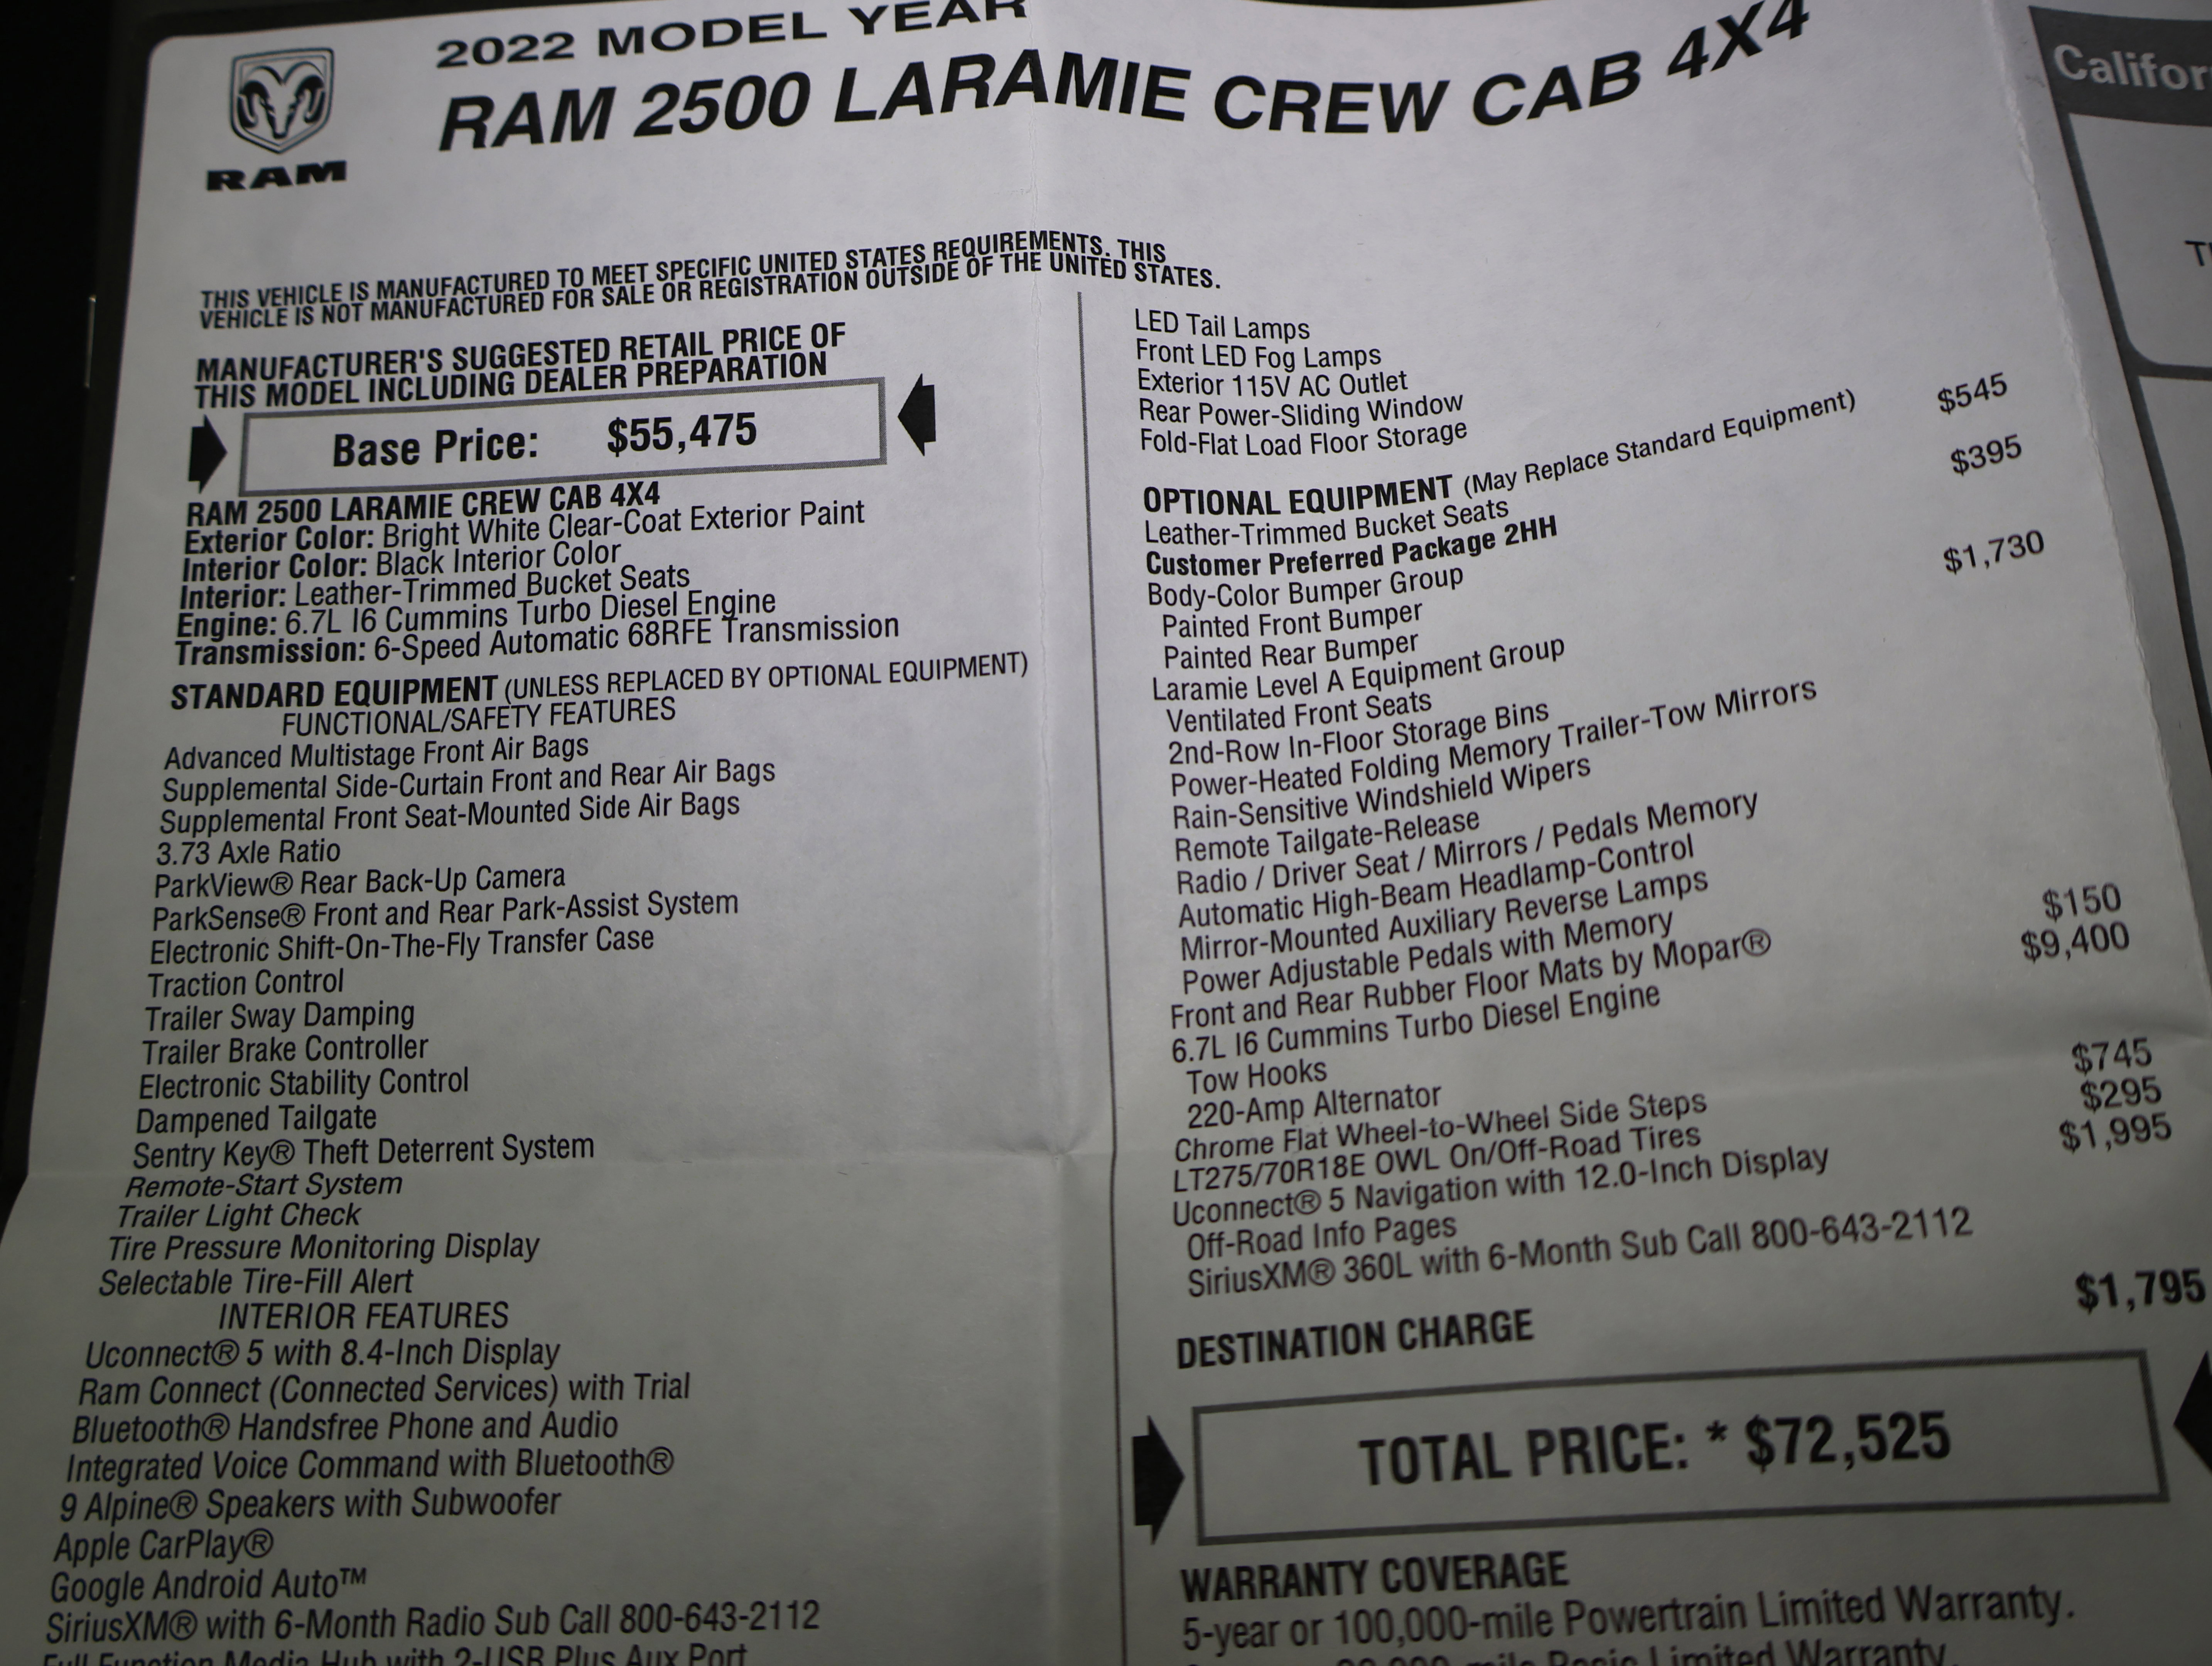 2022 MODEL YEAR
RAM 2500 LARAMIE CREW CAB 4X4
RAM
THIS VEHICLE IS MANUFACTURED TO MEET SPECIFIC UNITED STATES REQUIREMENTS. THIS
VEHICLE IS NOT MANUFACTURED FOR SALE OR REGISTRATION OUTSIDE OF THE UNITED STATES.
MANUFACTURER'S SUGGESTED RETAIL PRICE OF
THIS MODEL INCLUDING DEALER PREPARATION
Base Price: $55,475
RAM 2500 LARAMIE CREW CAB 4X4
Exterior Color: Bright White Clear-Coat Exterior Paint
Interior Color: Black Interior Color
Interior: Leather-Trimmed Bucket Seats
Engine: 6.7L I6 Cummins Turbo Diesel Engine
Transmission: 6-Speed Automatic 68RFE Transmission
STANDARD EQUIPMENT (UNLESS REPLACED BY OPTIONAL EQUIPMENT)
FUNCTIONAL/SAFETY FEATURES
Advanced Multistage Front Air Bags
Supplemental Side-Curtain Front and Rear Air Bags
Supplemental Front Seat-Mounted Side Air Bags
3.73 Axle Ratio
ParkView® Rear Back-Up Camera
ParkSense® Front and Rear Park-Assist System
Electronic Shift-On-The-Fly Transfer Case
Traction Control
Trailer Sway Damping
Trailer Brake Controller
Electronic Stability Control
Dampened Tailgate
Sentry Key® Theft Deterrent System
Remote-Start System
Trailer Light Check
Tire Pressure Monitoring Display
Selectable Tire-Fill Alert
INTERIOR FEATURES
Uconnect® 5 with 8.4-Inch Display
Ram Connect (Connected Services) with Trial
Bluetooth® Handsfree Phone and Audio
Integrated Voice Command with Bluetooth®
9 Alpine® Speakers with Subwoofer
Apple CarPlay®
Google Android Auto™
SiriusXM® with 6-Month Radio Sub Call 800-643-2112
Full Function Media Hub with 2-USB Plus Aux Port
LED Tail Lamps
Front LED Fog Lamps
Exterior 115V AC Outlet
Rear Power-Sliding Window
Fold-Flat Load Floor Storage
OPTIONAL EQUIPMENT (May Replace Standard Equipment)
Leather-Trimmed Bucket Seats $545
Customer Preferred Package 2HH
Body-Color Bumper Group $395
Painted Front Bumper
Painted Rear Bumper
Laramie Level A Equipment Group $1,730
Ventilated Front Seats
2nd-Row In-Floor Storage Bins
Power-Heated Folding Memory Trailer-Tow Mirrors
Rain-Sensitive Windshield Wipers
Remote Tailgate-Release
Radio / Driver Seat / Mirrors / Pedals Memory
Automatic High-Beam Headlamp-Control
Mirror-Mounted Auxiliary Reverse Lamps
Power Adjustable Pedals with Memory
Front and Rear Rubber Floor Mats by Mopar® $150
6.7L I6 Cummins Turbo Diesel Engine $9,400
Tow Hooks
220-Amp Alternator
Chrome Flat Wheel-to-Wheel Side Steps $745
LT275/70R18E OWL On/Off-Road Tires $295
Uconnect® 5 Navigation with 12.0-Inch Display $1,995
Off-Road Info Pages
SiriusXM® 360L with 6-Month Sub Call 800-643-2112
DESTINATION CHARGE $1,795
TOTAL PRICE: * $72,525
WARRANTY COVERAGE
5-year or 100,000-mile Powertrain Limited Warranty.
Basic Limited Warranty.
Califor